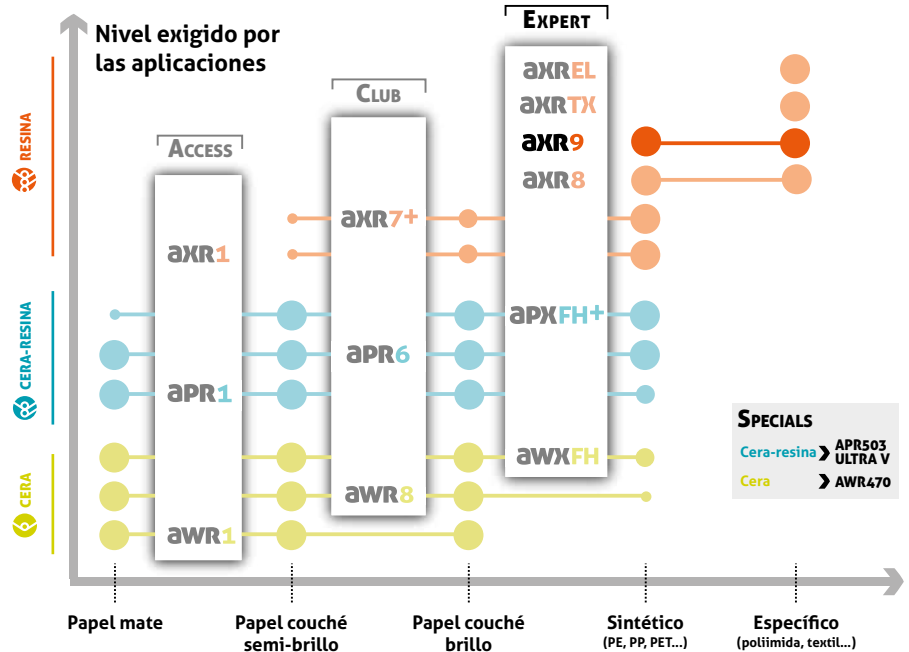 Nivel exigido por
las aplicaciones
EXPERT
CLUB
ACCESS
RESINA
CERA-RESINA
CERA
aXREL
aXRTX
aXR9
aXR8
aXR7+
aXR1
aPXFH+
aPR6
aPR1
aWXFH
aWR8
aWR1
SPECIALS
Cera-resina APR503
ULTRA V
Cera AWR470
Papel mate
Papel couché
semi-brillo
Papel couché
brillo
Sintético
(PE, PP, PET...)
Específico
(poliimida, textil...)